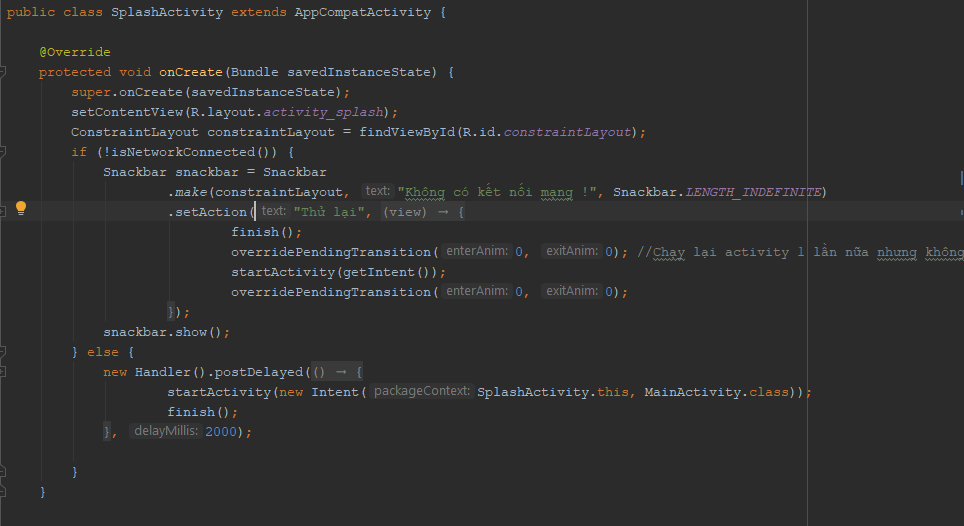 public class SplashActivity extends AppCompatActivity {
@Override
protected void onCreate(Bundle savedInstanceState) {
super.onCreate(savedInstanceState);
setContentView(R.layout.activity_splash);
ConstraintLayout constraintLayout = findViewById(R.id.constraintLayout);
if (!isNetworkConnected()) {
Snackbar snackbar = Snackbar
.make(constraintLayout, text: "Không có kết nối mạng !", Snackbar.LENGTH_INDEFINITE)
.setAction( text: "Thử lại", (view) → {
finish();
overridePendingTransition( enterAnim: 0, exitAnim: 0); //Chạy lại activity 1 lần nữa nhưng không
startActivity(getIntent());
overridePendingTransition( enterAnim: 0, exitAnim: 0);
});
snackbar.show();
} else {
new Handler().postDelayed(() → {
startActivity(new Intent( packageContext: SplashActivity.this, MainActivity.class));
finish();
}, delayMillis: 2000);
}
}